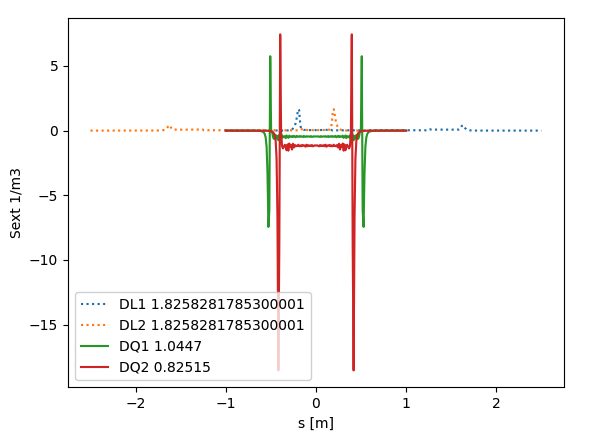 5
0
−5
−10
−15
Sext 1/m3
DL1 1.8258281785300001
DL2 1.8258281785300001
DQ1 1.0447
DQ2 0.82515
−2 −1 0 1 2
s [m]